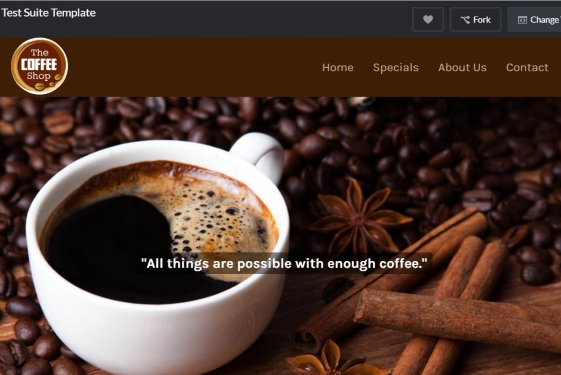 Test Suite Template
Fork
Change
The
COFFEE
Shop
Home Specials About Us Contact
"All things are possible with enough coffee."